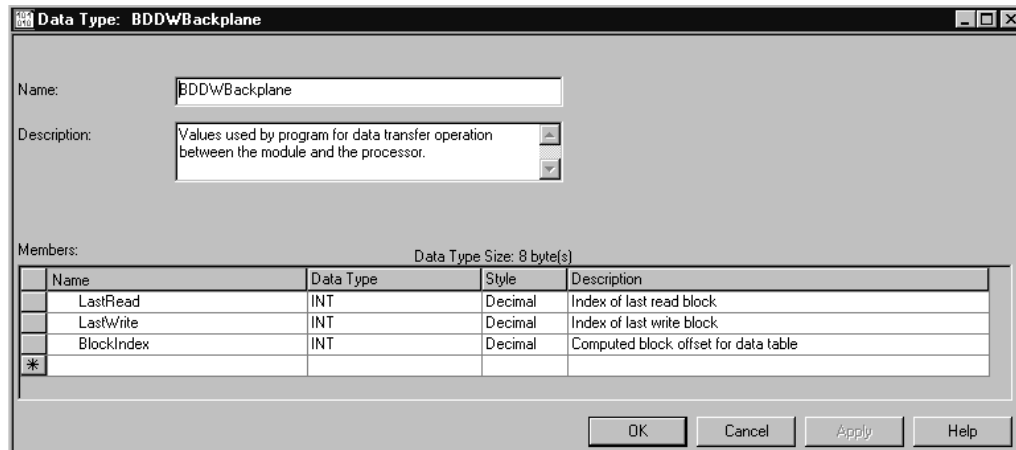 Data Type: BDDWBackplane
Name: BDDWBackplane
Description: Values used by program for data transfer operation
between the module and the processor.
Members: Data Type Size: 8 byte(s)
Name Data Type Style Description
LastRead INT Decimal Index of last read block
LastWrite INT Decimal Index of last write block
BlockIndex INT Decimal Computed block offset for data table
OK Cancel Apply Help